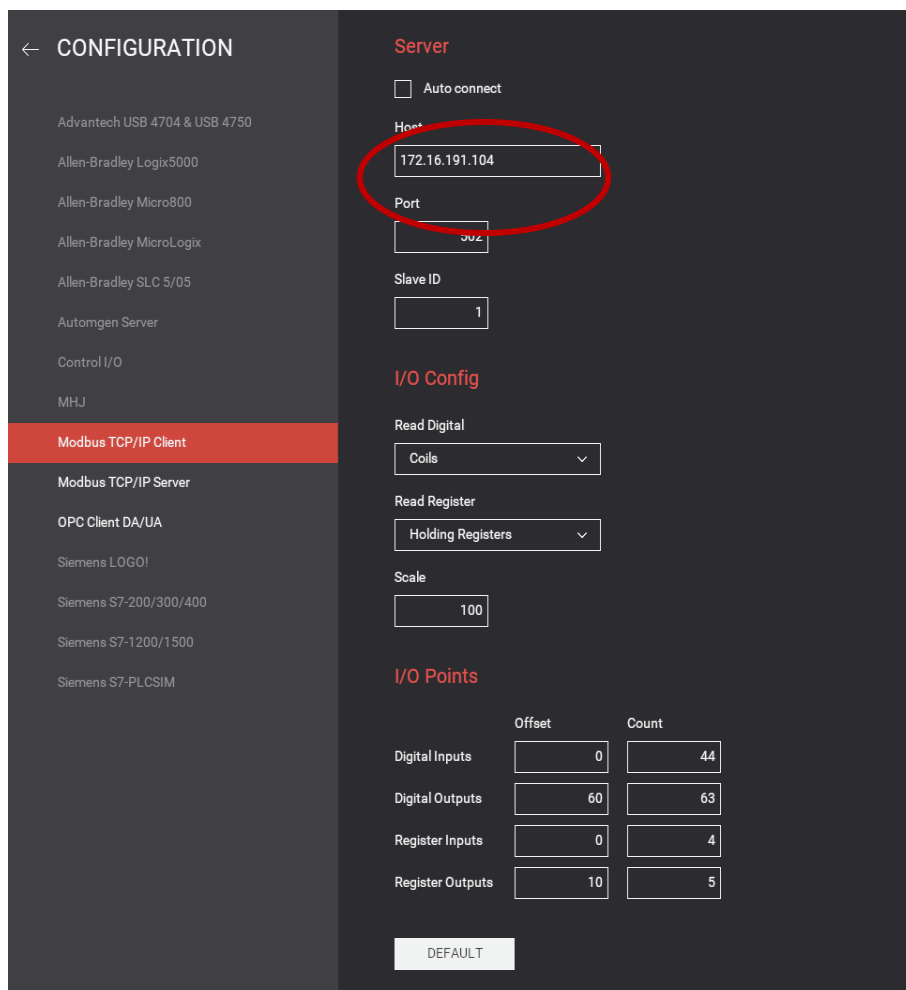 CONFIGURATION
Advantech USB 4704 & USB 4750
Allen-Bradley Logix5000
Allen-Bradley Micro800
Allen-Bradley MicroLogix
Allen-Bradley SLC 5/05
Automgen Server
Control I/O
MHJ
Modbus TCP/IP Client
Modbus TCP/IP Server
OPC Client DA/UA
Siemens LOGO!
Siemens S7-200/300/400
Siemens S7-1200/1500
Siemens S7-PLCSIM
Server
Auto connect
Host
172.16.191.104
Port
502
Slave ID
1
I/O Config
Read Digital
Coils
Read Register
Holding Registers
Scale
100
I/O Points
Offset Count
Digital Inputs 0 44
Digital Outputs 60 63
Register Inputs 0 4
Register Outputs 10 5
DEFAULT